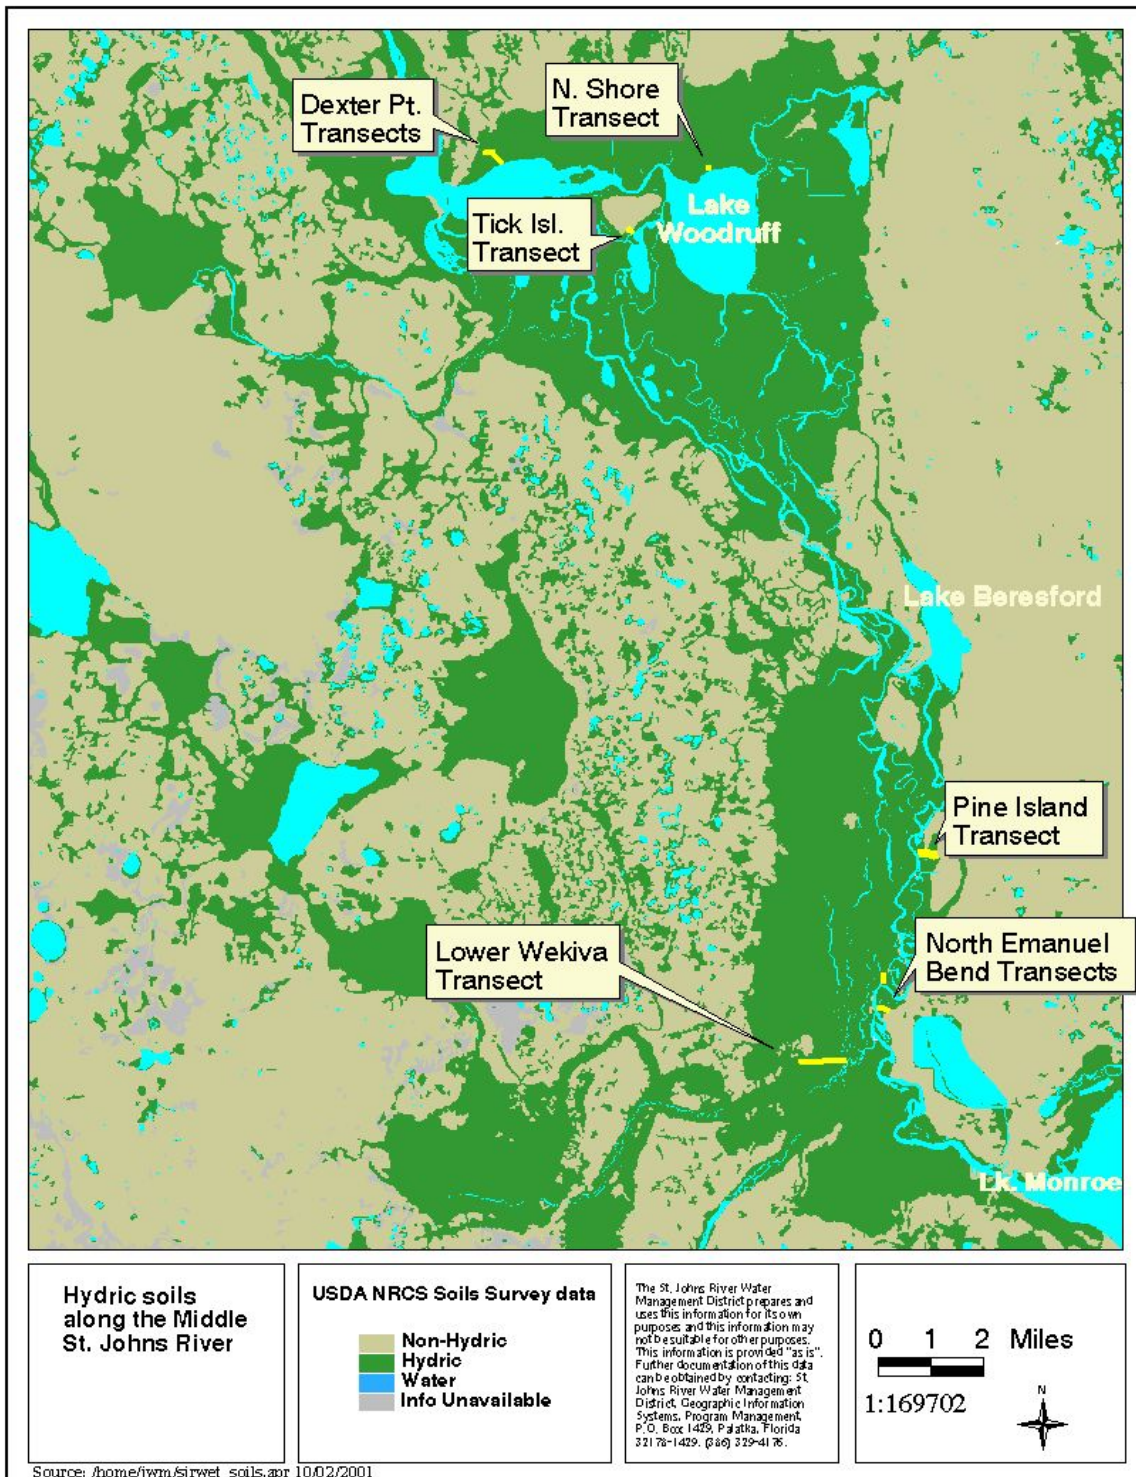 Dexter Pt.
Transects
N. Shore
Transect
Lake
Woodruff
Tick Isl.
Transect
Lake Beresford
Pine Island
Transect
Lower Wekiva
Transect
North Emanuel
Bend Transects
Lk. Monroe
Hydric soils
along the Middle
St. Johns River
USDA NRCS Soils Survey data
Non-Hydric
Hydric
Water
Info Unavailable
The St. Johns River Water
Management District prepares and
uses this information for its own
purposes and this information may
not be suitable for other purposes.
This information is provided "as is".
Further documentation of this data
can be obtained by contacting: St.
Johns River Water Management
District, Geographic Information
Systems, Program Management,
P.O. Box 1429, Palatka, Florida
32178-1429. (386) 329-4176.
0 1 2 Miles
1:169702
N
Source: /home/jwm/sjrwet_soils.apr 10/02/2001